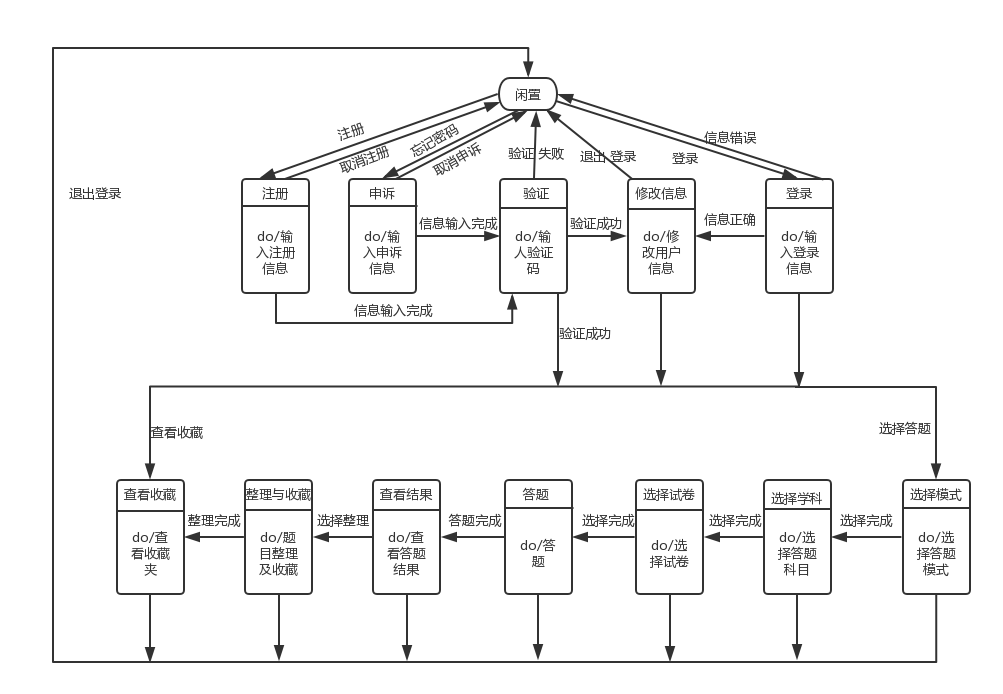 闲置
注册
取消注册
忘记密码
取消申诉
验证 失败
退出 登录
登录
信息错误
退出登录
注册
do/输
入注册
信息
申诉
do/输
入申诉
信息
信息输入完成
验证
do/输
入验证
码
验证成功
修改信息
do/修
改用户
信息
信息正确
登录
do/输
入登录
信息
信息输入完成
验证成功
查看收藏
选择答题
查看收藏
do/查
看收藏
夹
整理完成
整理与收藏
do/题
目整理
及收藏
选择整理
查看结果
do/查
看答题
结果
答题完成
答题
do/答
题
选择完成
选择试卷
do/选
择试卷
选择完成
选择学科
do/选
择答题
科目
选择完成
选择模式
do/选
择答题
模式